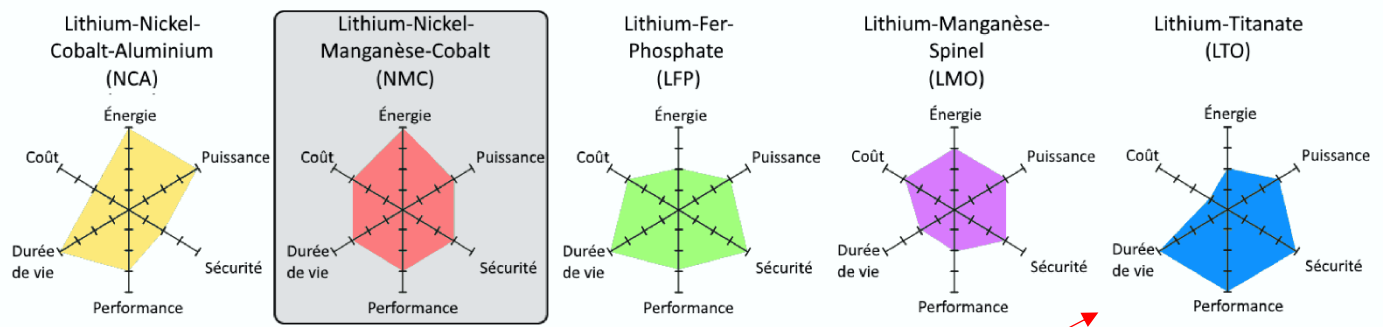 Lithium-Nickel-
Cobalt-Aluminium
(NCA)
Énergie
Coût
Puissance
Durée
de vie
Sécurité
Performance
Lithium-Nickel-
Manganèse-Cobalt
(NMC)
Énergie
Coût
Puissance
Durée
de vie
Sécurité
Performance
Lithium-Fer-
Phosphate
(LFP)
Énergie
Coût
Puissance
Durée
de vie
Sécurité
Performance
Lithium-Manganèse-
Spinel
(LMO)
Énergie
Coût
Puissance
Durée
de vie
Sécurité
Performance
Lithium-Titanate
(LTO)
Énergie
Coût
Puissance
Durée
de vie
Sécurité
Performance